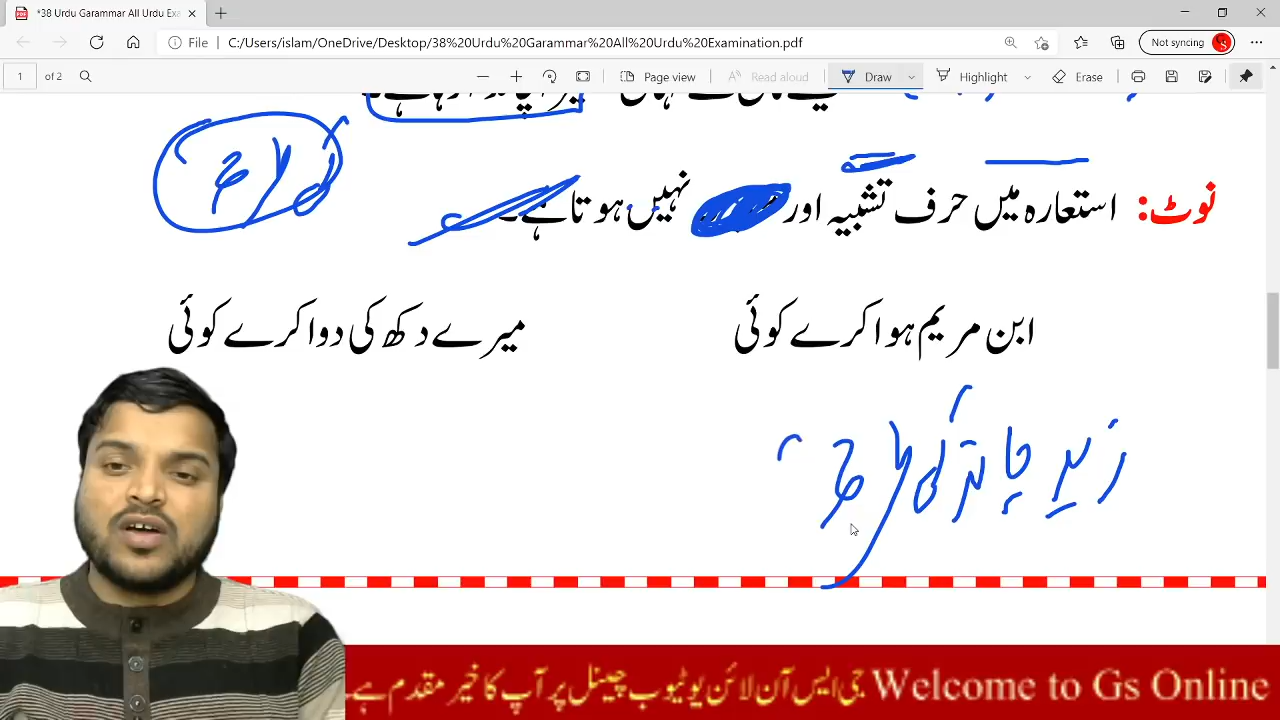 *38 Urdu Garammar All Urdu Exa
File C:/Users/islam/OneDrive/Desktop/38%20Urdu%20Garammar%20All%20Urdu%20Examination.pdf Not syncing
1 of 2 Page view Read aloud Draw Highlight Erase
نوٹ: استعارہ میں حرف تشبیہ اور نہیں ہوتا ہے۔
ابن مریم ہوا کرے کوئی میرے دکھ کی دوا کرے کوئی
زید چاند کی طرح
جی ایس آن لائن یوٹیوب چینل پر آپ کا خیر مقدم ہے۔ Welcome to Gs Online